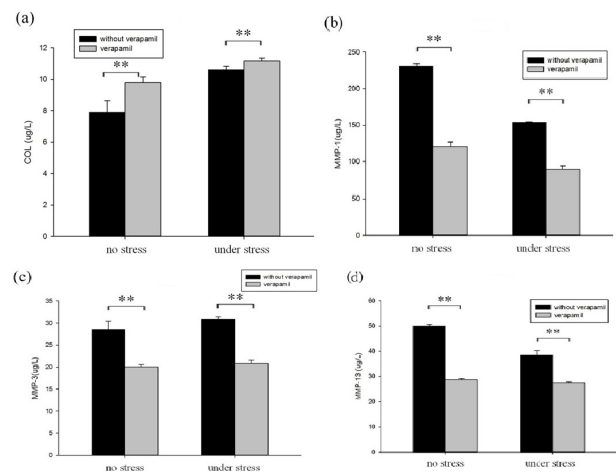 (a)
without verapamil
verapamil
**
**
COL (ug/L)
12
10
8
6
4
2
0
no stress
under stress
(b)
without verapamil
verapamil
**
**
MMP-1(ug/L)
250
200
150
100
50
0
no stress
under stress
(c)
without verapamil
verapamil
**
**
MMP-3(ug/L)
35
30
25
20
15
10
5
0
no stress
under stress
(d)
without verapamil
verapamil
**
**
MMP-13 (ug/L)
60
50
40
30
20
10
0
no stress
under stress